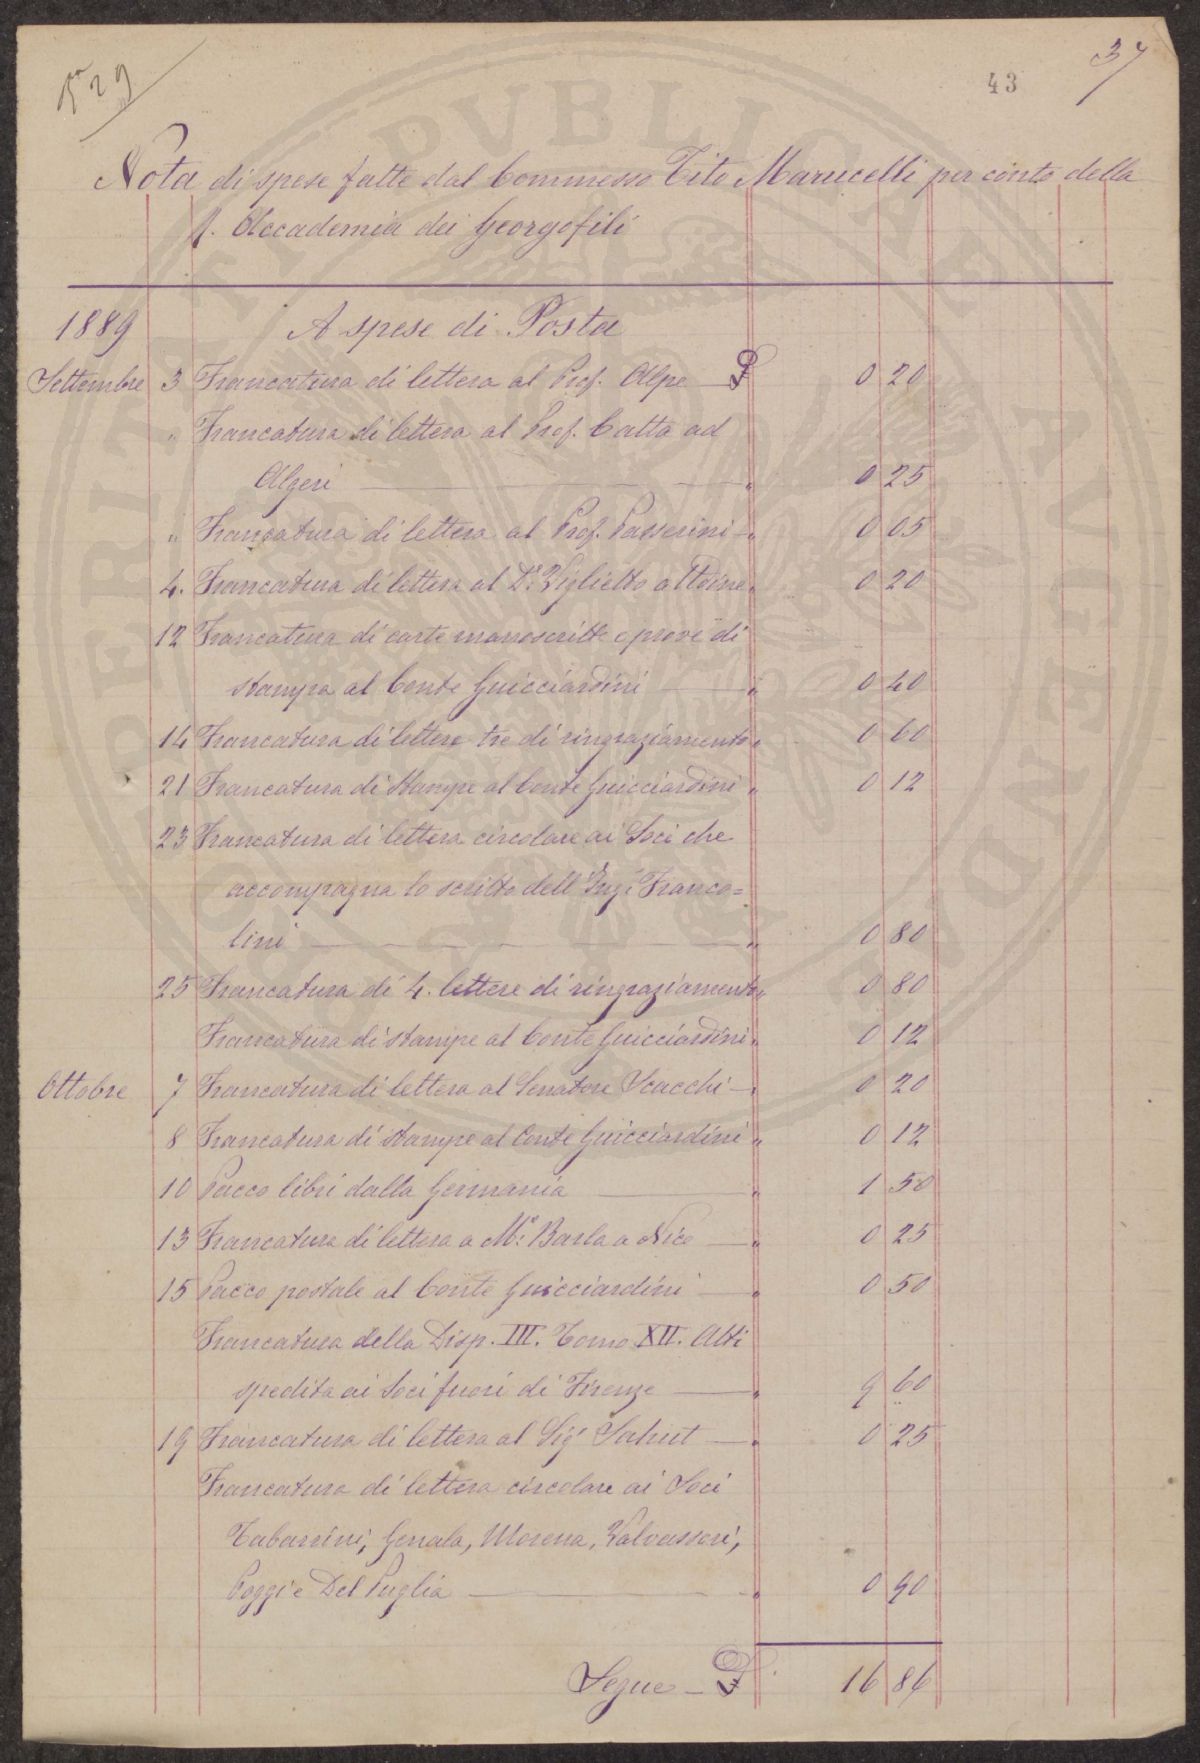 529
43
37
Nota di spese fatte dal Commesso Tito Marucelli per conto della
R. Accademia dei Georgofili
1889 A spese di Posta
Settembre 3 Francatura di lettera al Prof. Alpe £ 0 20
" Francatura di lettera al Prof. Catta ad
Algeri " 0 25
" Francatura di lettera al Prof. Passerini " 0 05
4. Francatura di lettera al Dr. Viglietto a Udine " 0 20
12 Francatura di carte manoscritte e prove di
stampa al Conte Guicciardini " 0 40
14 Francatura di lettere tre di ringraziamento " 0 60
21 Francatura di Stampe al Conte Guicciardini " 0 12
23 Francatura di lettera circolare ai Soci che
accompagna lo scritto dell'Ing. Franco=
lini " 0 80
25 Francatura di 4. lettere di ringraziamento " 0 80
Francatura di stampe al Conte Guicciardini " 0 12
Ottobre 7 Francatura di lettera al Senatore Scacchi " 0 20
8 Francatura di stampe al Conte Guicciardini " 0 12
10 Pacco libri dalla Germania " 1 50
13 Francatura di lettera a Mr. Barla a Nice " 0 25
15 Pacco postale al Conte Guicciardini " 0 50
Francatura della Disp. III. Tomo XII. Atti
spedita ai Soci fuori di Firenze " 9 60
19 Francatura di lettera al Sigr Sahut " 0 25
Francatura di lettera circolare ai Soci
Tabarrini, Genala, Morena, Valvassori,
Poggi e Del Puglia " 0 90
Segue £ 16 86
PVBLICAE
PROSPERITATI